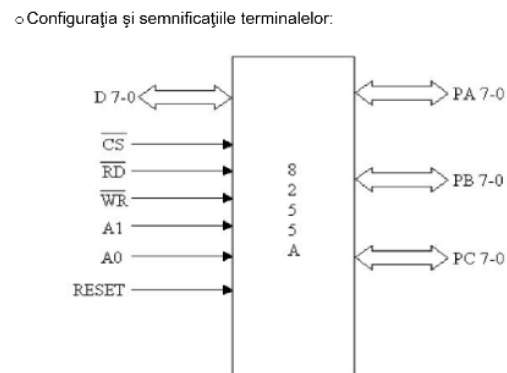 o Configuraţia şi semnificaţiile terminalelor:
D 7-0
PA 7-0
CS
RD
WR
A1
A0
RESET
8
2
5
5
A
PB 7-0
PC 7-0